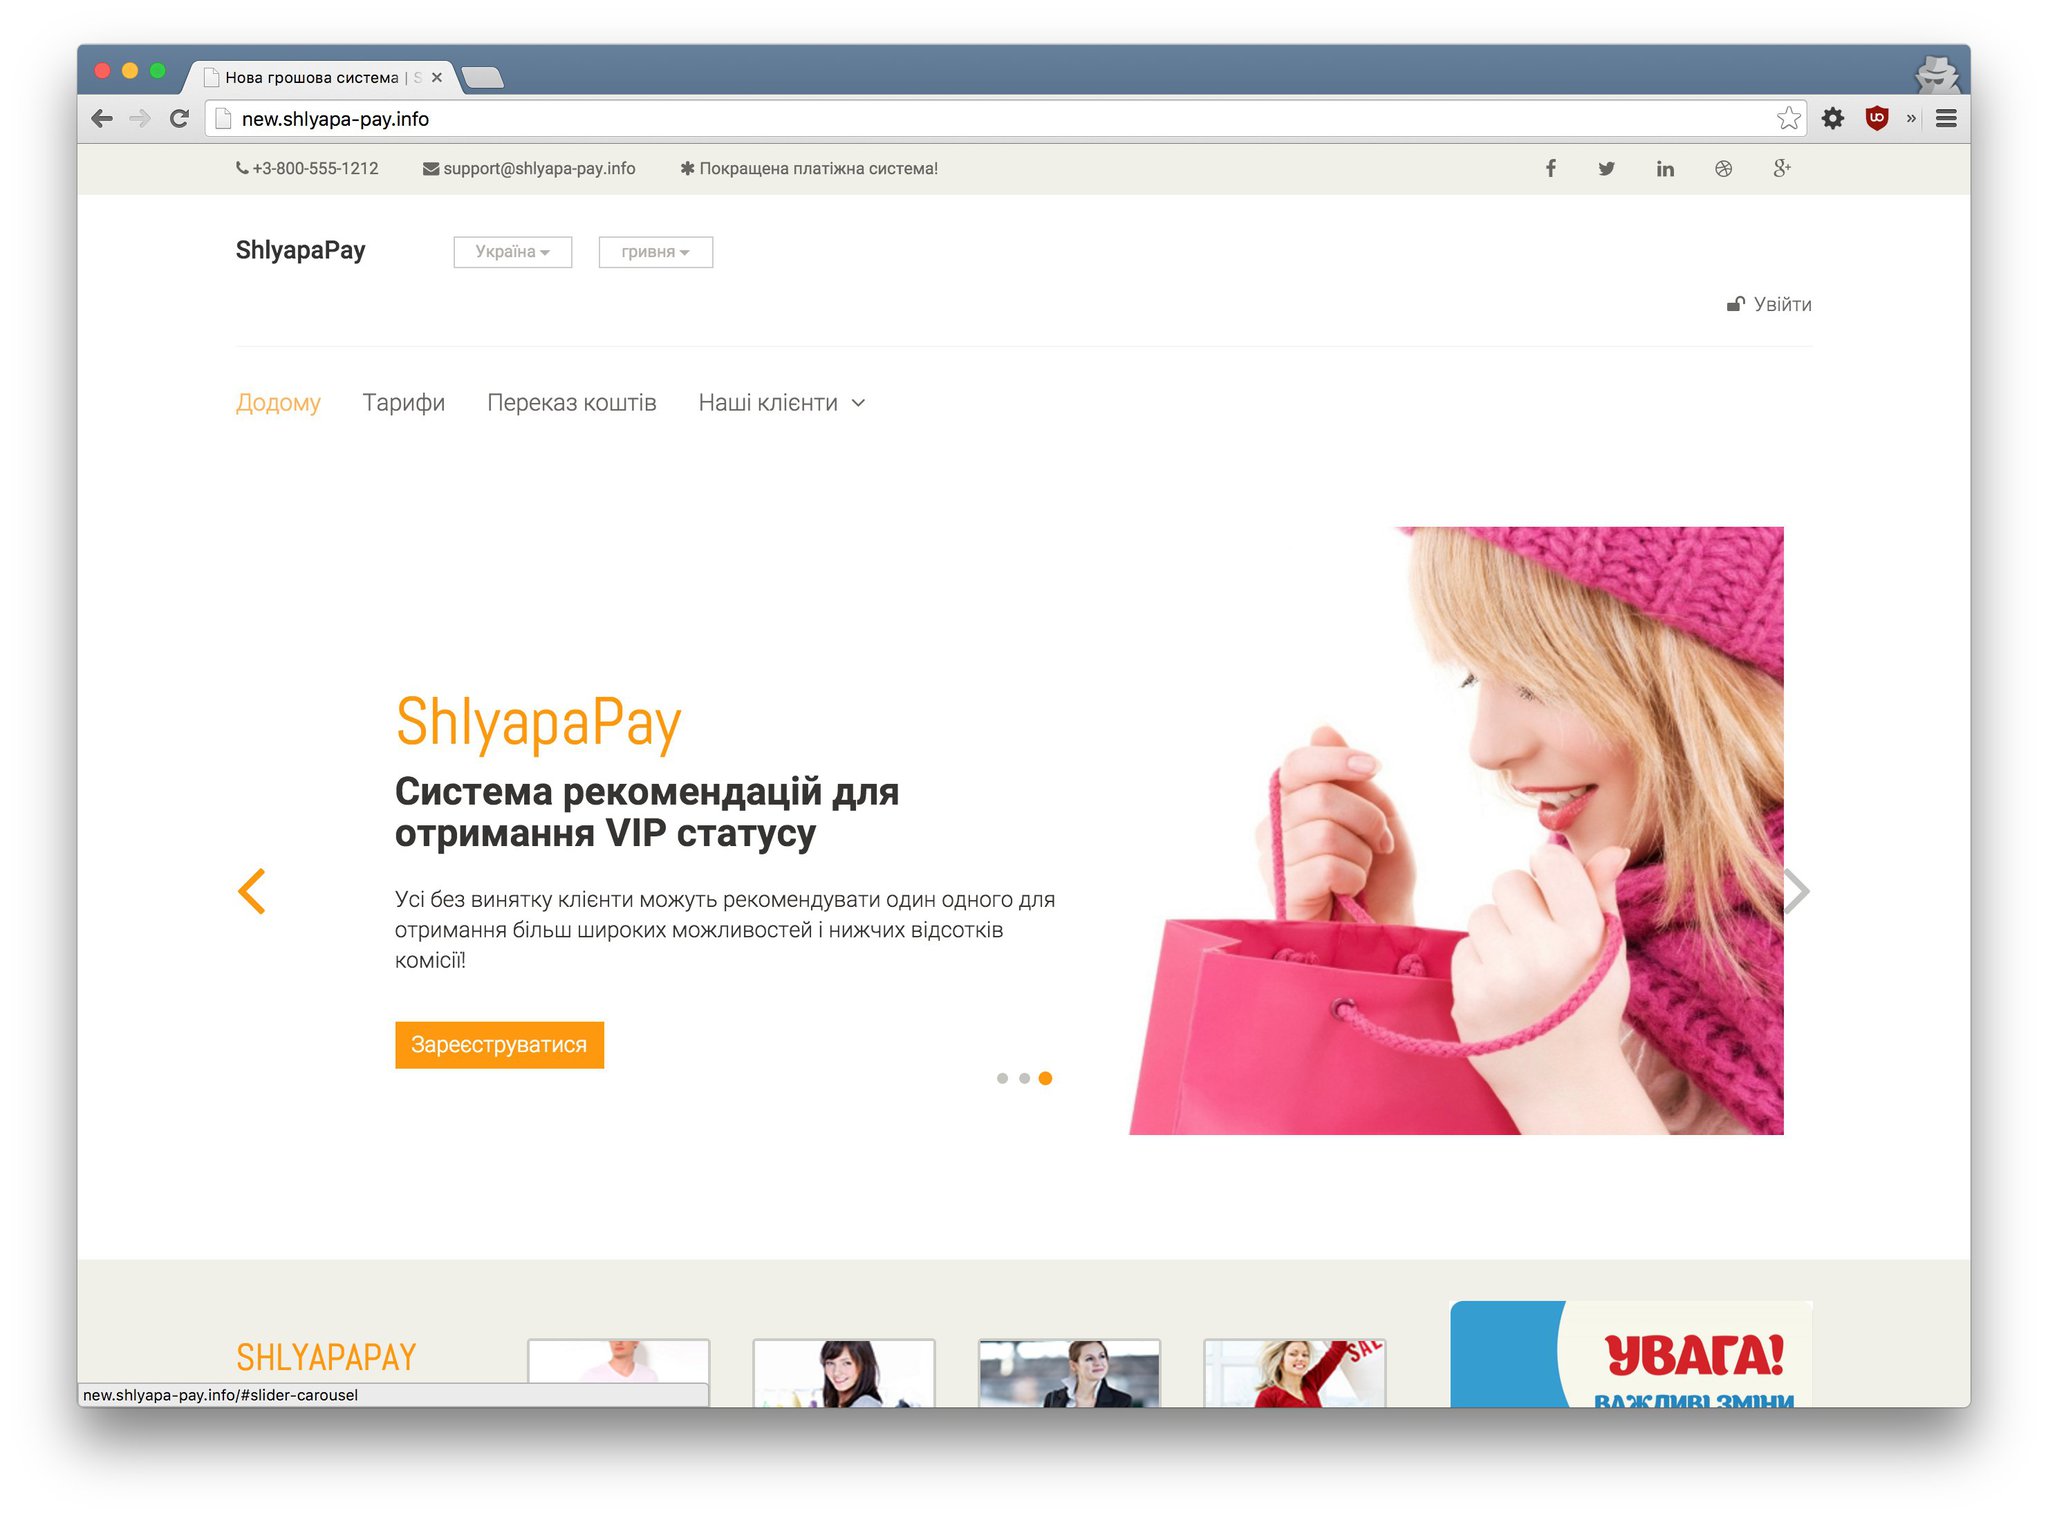 Нова грошова система | S
new.shlyapa-pay.info
+3-800-555-1212 support@shlyapa-pay.info Покращена платіжна система!
ShlyapaPay Україна гривня
Увійти
Додому Тарифи Переказ коштів Наші клієнти
ShlyapaPay
Система рекомендацій для
отримання VIP статусу
Усі без винятку клієнти можуть рекомендувати один одного для
отримання більш широких можливостей і нижчих відсотків
комісії!
Зареєструватися
SHLYAPAPAY
SALE
УВАГА!
ВАЖЛИВІ ЗМІНИ
new.shlyapa-pay.info/#slider-carousel